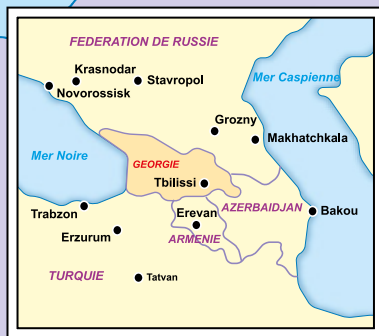 FEDERATION DE RUSSIE
Krasnodar
Stavropol
Mer Caspienne
Novorossisk
Grozny
Makhatchkala
Mer Noire
GEORGIE
Tbilissi
Trabzon
Erevan
AZERBAIDJAN
Bakou
Erzurum
ARMENIE
TURQUIE
Tatvan